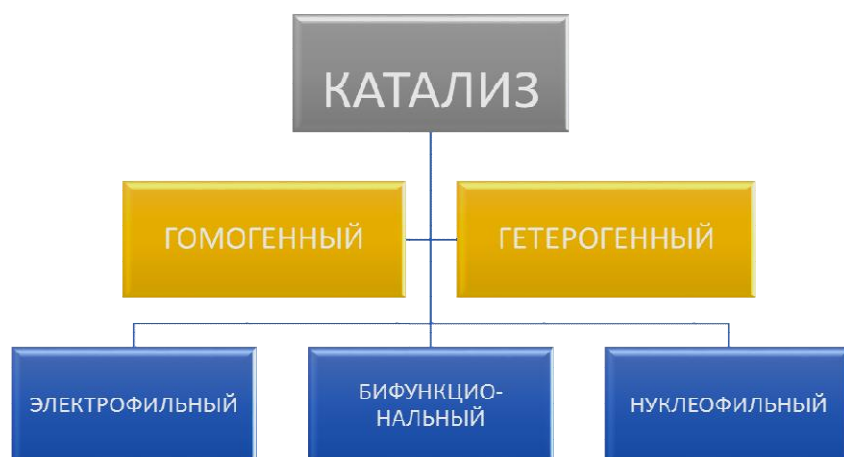 КАТАЛИЗ
ГОМОГЕННЫЙ
ГЕТЕРОГЕННЫЙ
ЭЛЕКТРОФИЛЬНЫЙ
БИФУНКЦИО-
НАЛЬНЫЙ
НУКЛЕОФИЛЬНЫЙ